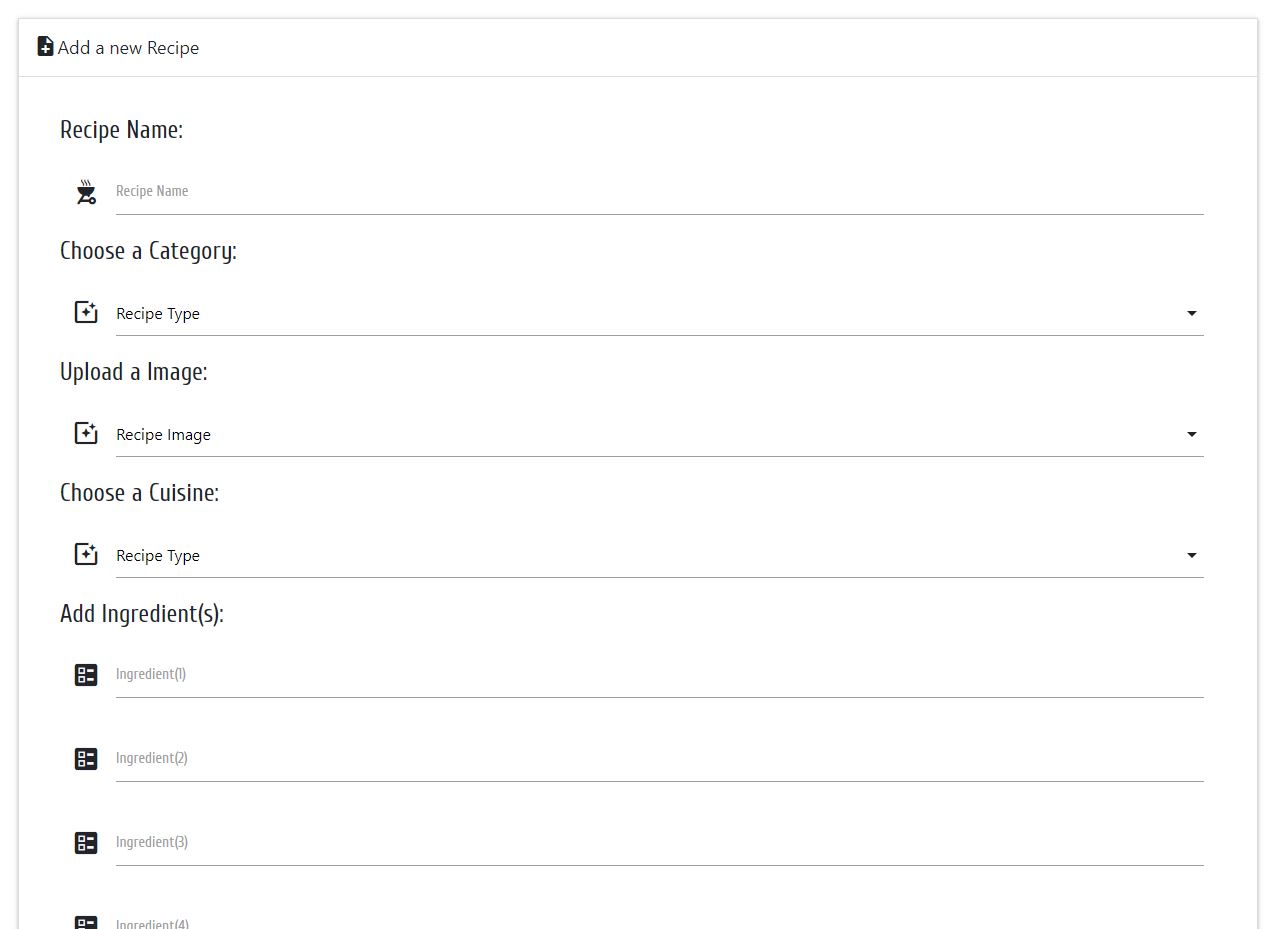 Add a new Recipe
Recipe Name:
Recipe Name
Choose a Category:
Recipe Type
Upload a Image:
Recipe Image
Choose a Cuisine:
Recipe Type
Add Ingredient(s):
Ingredient(1)
Ingredient(2)
Ingredient(3)
Ingredient(4)